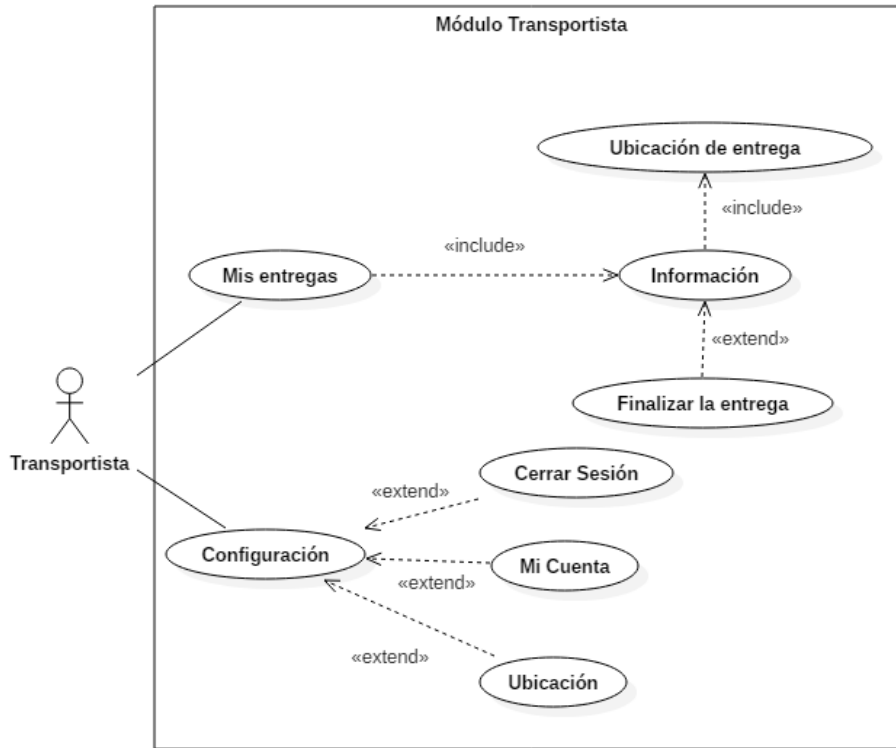 Módulo Transportista
Ubicación de entrega
«include»
Mis entregas
«include»
Información
«extend»
Finalizar la entrega
Transportista
Cerrar Sesión
«extend»
Configuración
Mi Cuenta
«extend»
«extend»
Ubicación